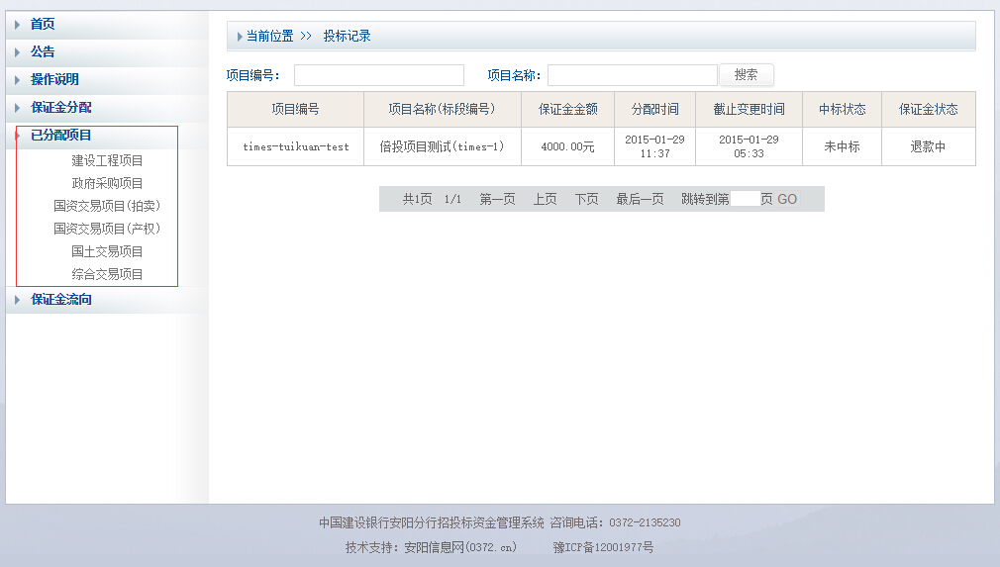 首页
公告
操作说明
保证金分配
已分配项目
建设工程项目
政府采购项目
国资交易项目(拍卖)
国资交易项目(产权)
国土交易项目
综合交易项目
保证金流向
当前位置 >> 投标记录
项目编号: 项目名称: 搜索
项目编号 项目名称(标段编号) 保证金金额 分配时间 截止变更时间 中标状态 保证金状态
times-tuikuan-test 倍投项目测试(times-1) 4000.00元 2015-01-29 11:37 2015-01-29 05:33 未中标 退款中
共1页 1/1 第一页 上页 下页 最后一页 跳转到第 页 GO
中国建设银行安阳分行招投标资金管理系统 咨询电话: 0372-2135230
技术支持: 安阳信息网(0372.cn) 豫ICP备12001977号